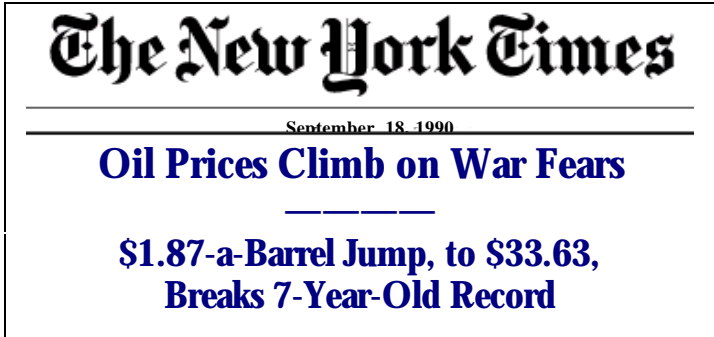 The New York Times
September 18, 1990
Oil Prices Climb on War Fears
$1.87-a-Barrel Jump, to $33.63,
Breaks 7-Year-Old Record